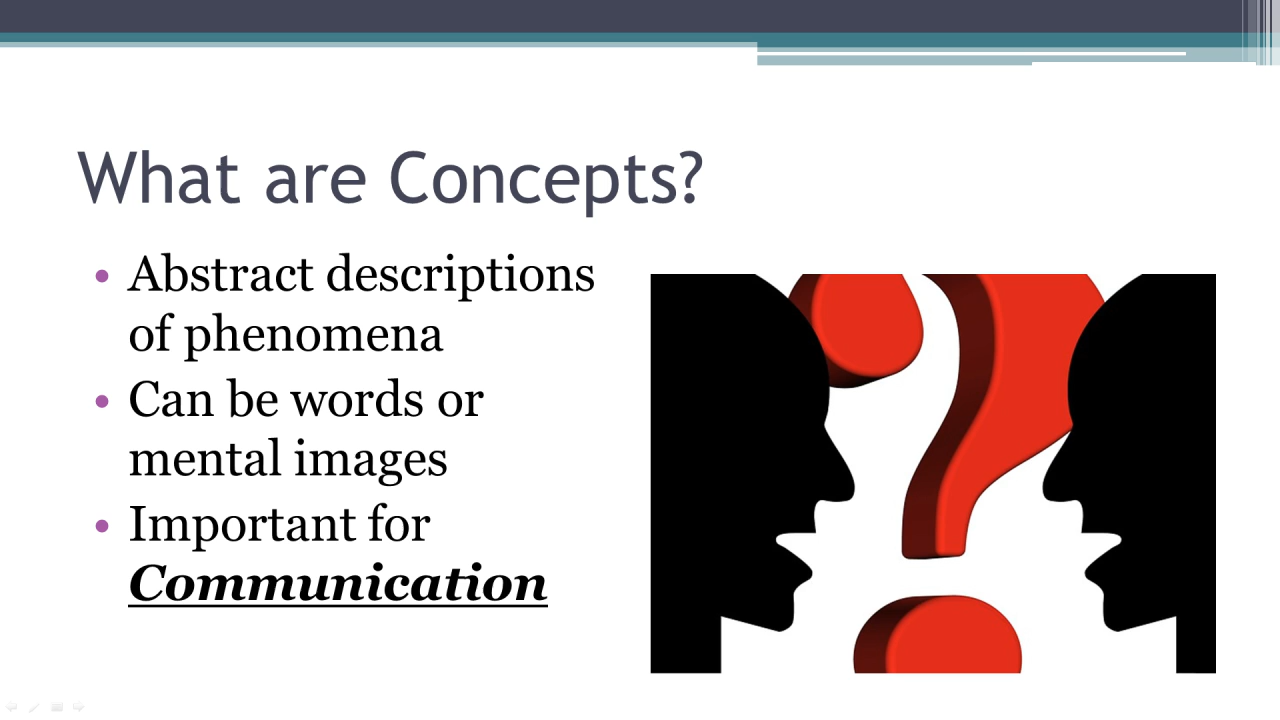 What are Concepts?
• Abstract descriptions
of phenomena
• Can be words or
mental images
• Important for
Communication